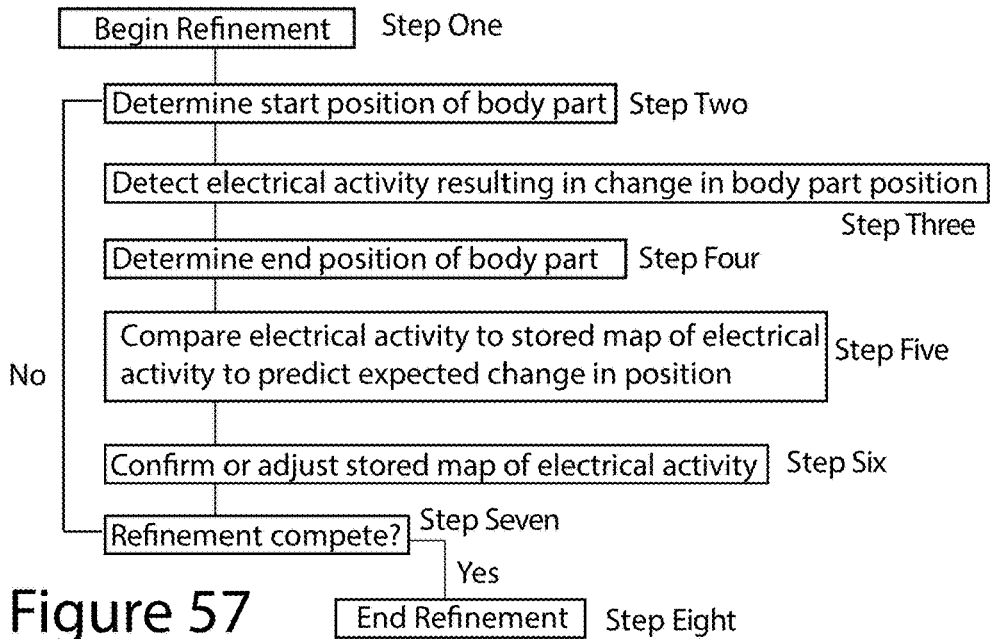 Begin Refinement Step One
Determine start position of body part Step Two
Detect electrical activity resulting in change in body part position
Step Three
Determine end position of body part Step Four
Compare electrical activity to stored map of electrical
activity to predict expected change in position
Step Five
No
Confirm or adjust stored map of electrical activity Step Six
Refinement compete? Step Seven
Yes
End Refinement Step Eight
Figure 57